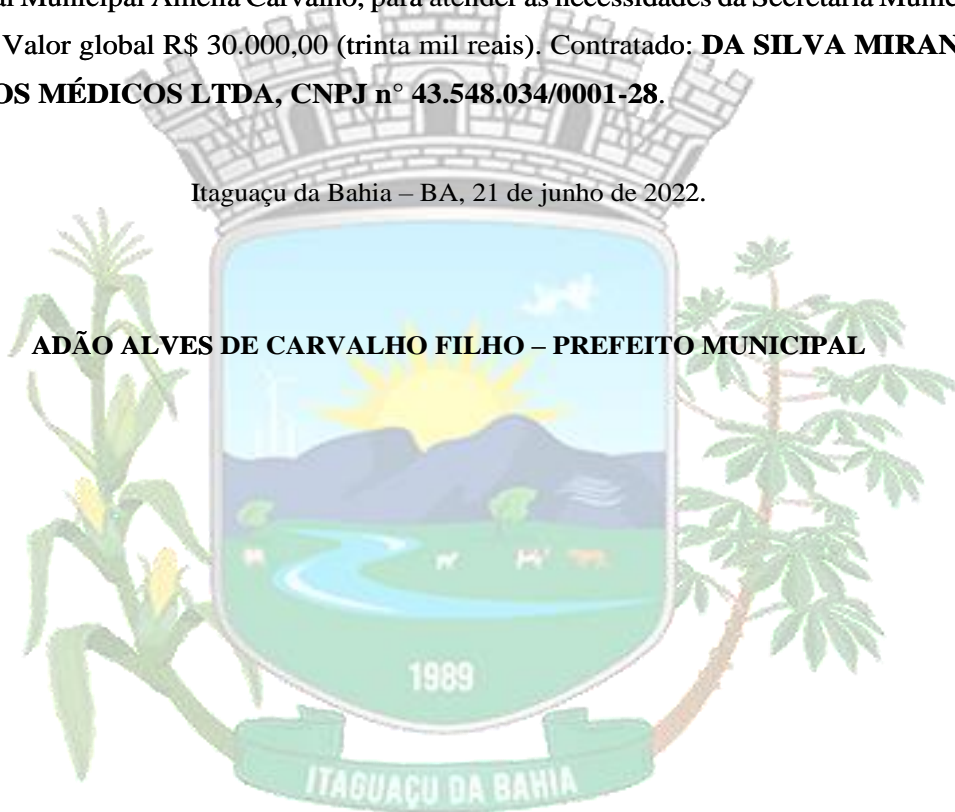 al Municipal Amélia Carvalho, para atender as necessidades da Secretaria Munic
Valor global R$ 30.000,00 (trinta mil reais). Contratado: DA SILVA MIRAN
OS MÉDICOS LTDA, CNPJ n° 43.548.034/0001-28.
Itaguaçu da Bahia – BA, 21 de junho de 2022.
ADÃO ALVES DE CARVALHO FILHO – PREFEITO MUNICIPAL
1989
ITAGUAÇU DA BAHIA